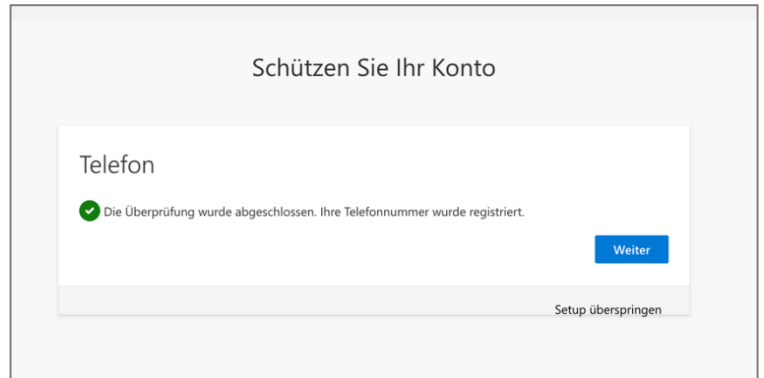 Schützen Sie Ihr Konto
Telefon
Die Überprüfung wurde abgeschlossen. Ihre Telefonnummer wurde registriert.
Weiter
Setup überspringen